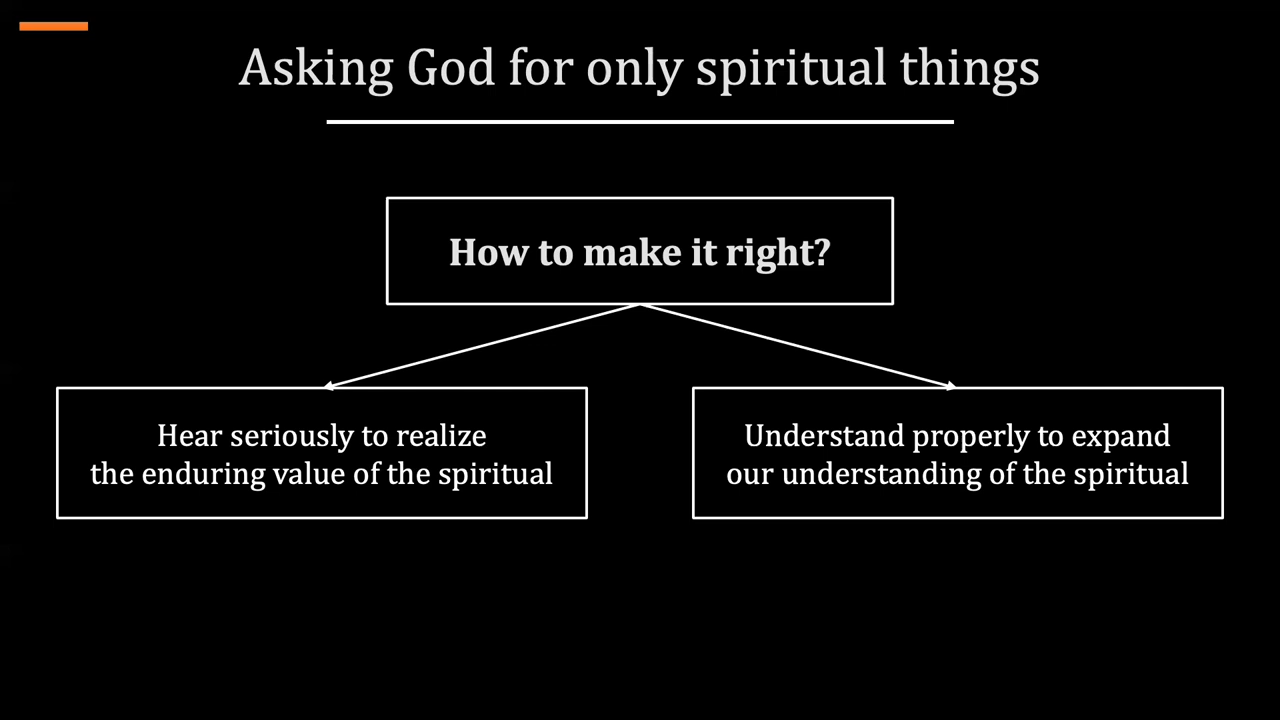 Asking God for only spiritual things
How to make it right?
Hear seriously to realize
the enduring value of the spiritual
Understand properly to expand
our understanding of the spiritual